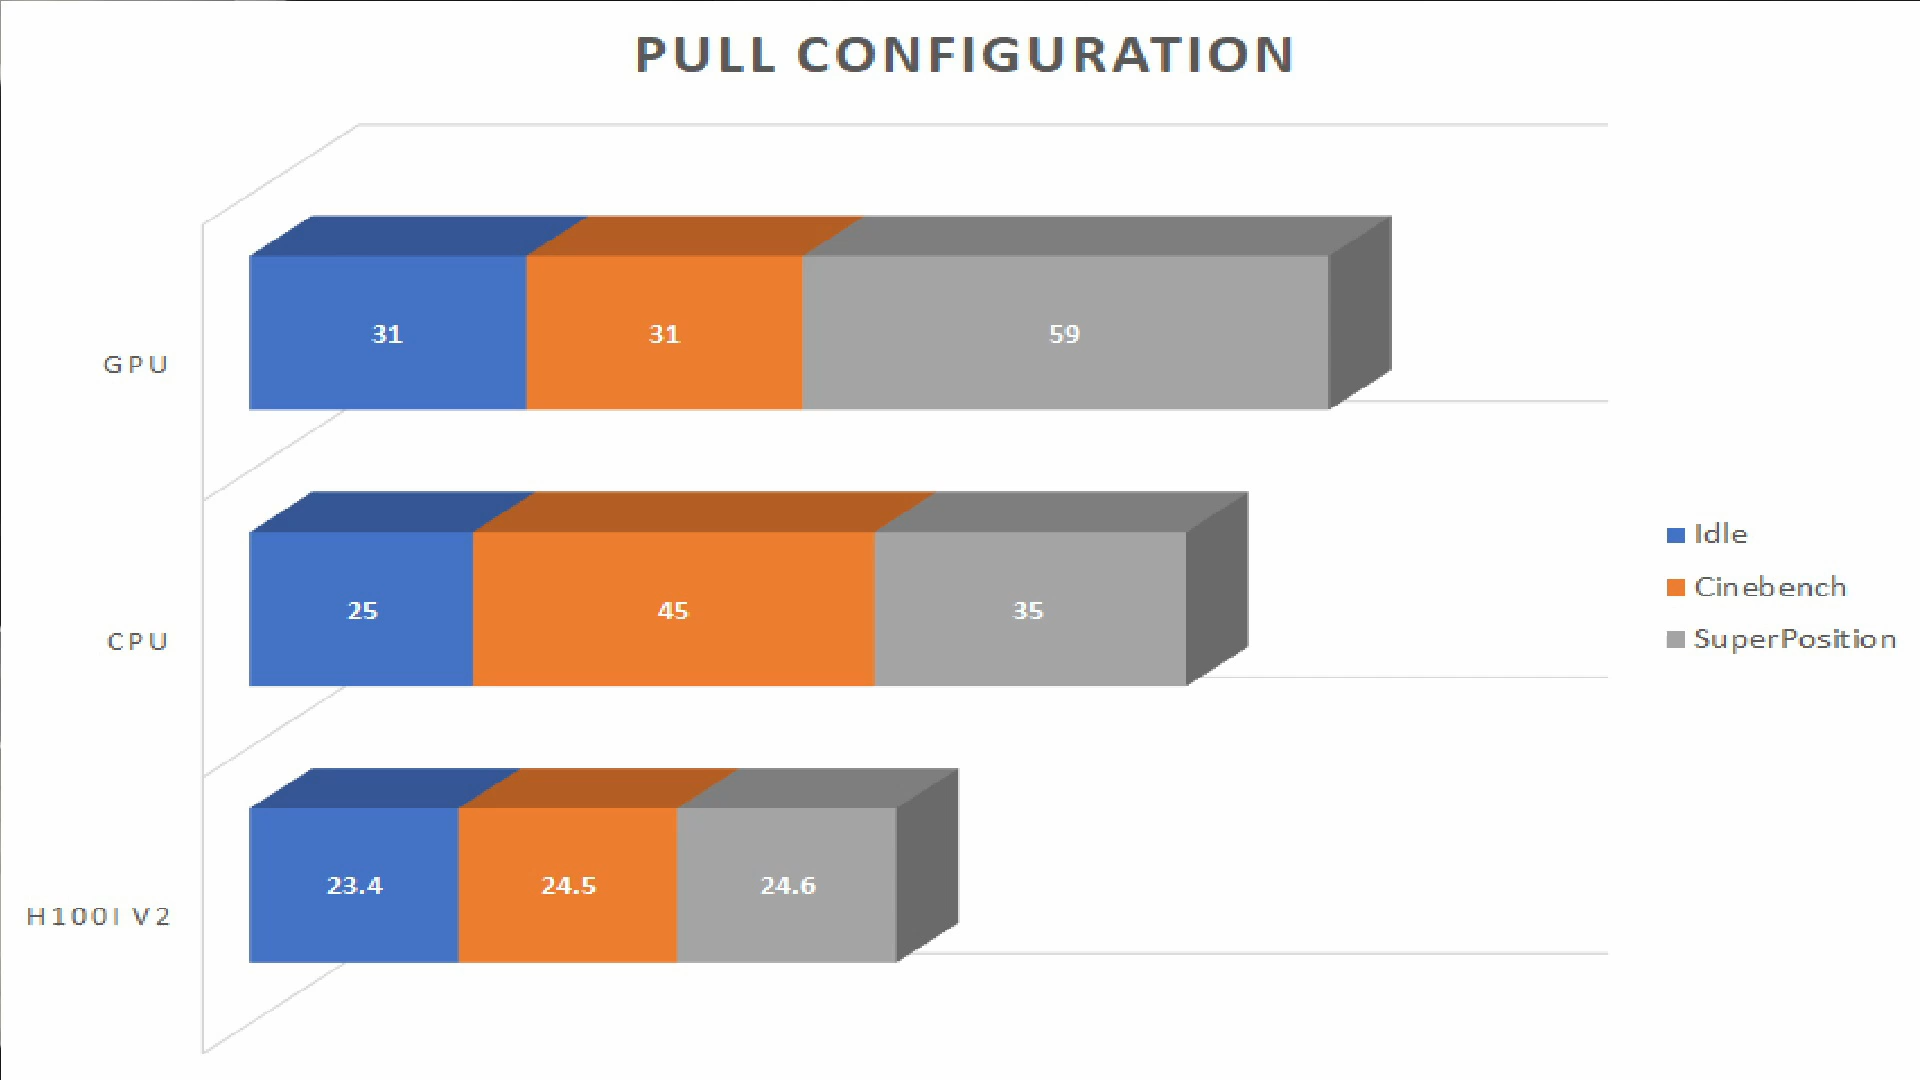 PULL CONFIGURATION
GPU
31
31
59
CPU
25
45
35
H100I V2
23.4
24.5
24.6
Idle
Cinebench
SuperPosition